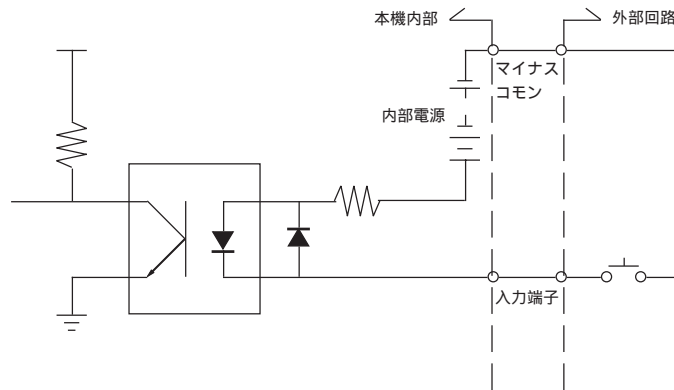 本機内部
外部回路
マイナス
コモン
内部電源
入力端子